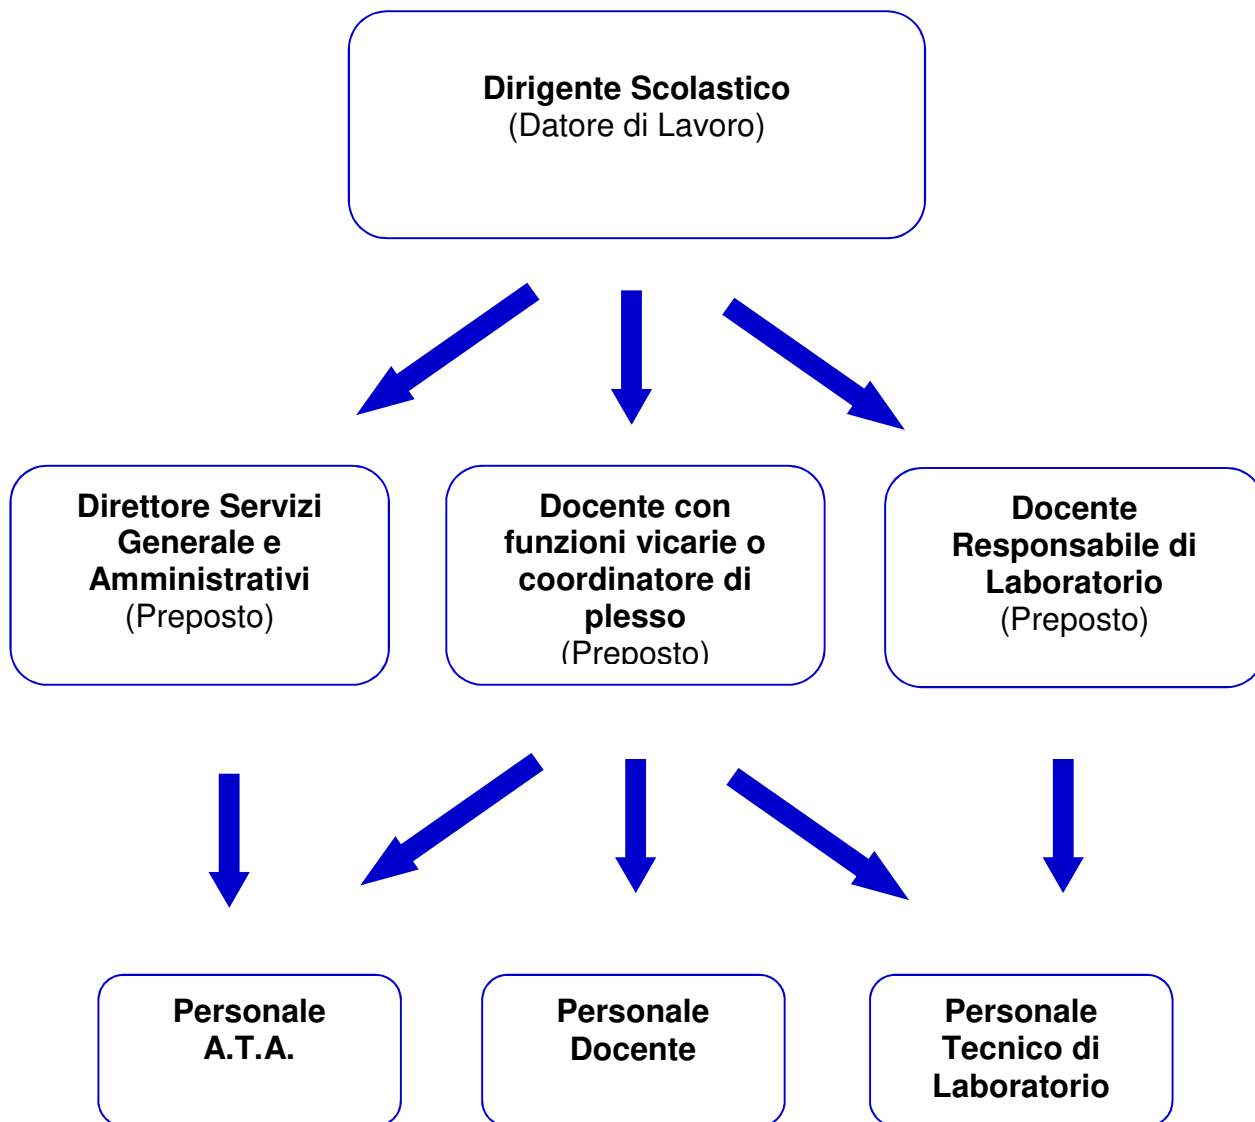 Dirigente Scolastico
(Datore di Lavoro)
Direttore Servizi
Generale e
Amministrativi
(Preposto)
Docente con
funzioni vicarie o
coordinatore di
plesso
(Preposto)
Docente
Responsabile di
Laboratorio
(Preposto)
Personale
A.T.A.
Personale
Docente
Personale
Tecnico di
Laboratorio